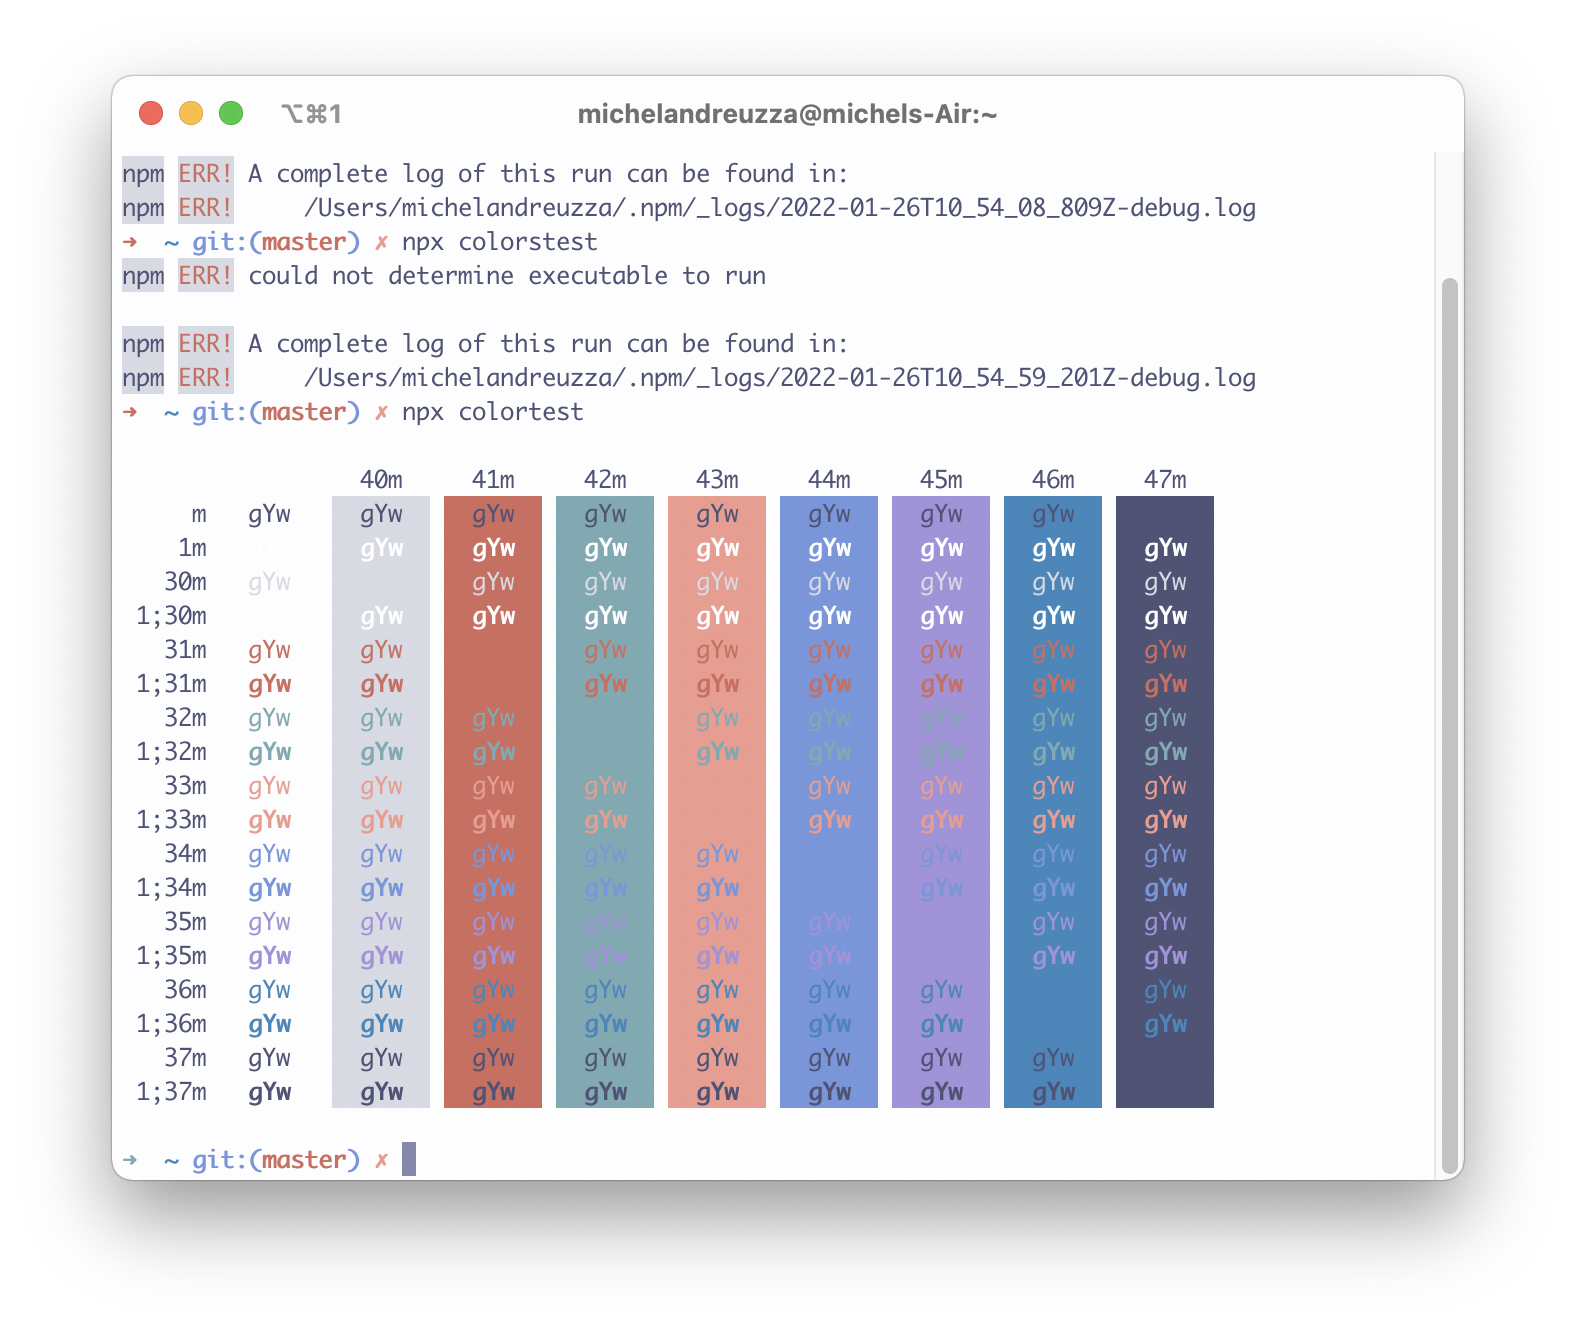 ⌥⌘1 michelandreuzza@michels-Air:~
npm ERR! A complete log of this run can be found in:
npm ERR!     /Users/michelandreuzza/.npm/_logs/2022-01-26T10_54_08_809Z-debug.log
➜  ~ git:(master) ✗ npx colorstest
npm ERR! could not determine executable to run
npm ERR! A complete log of this run can be found in:
npm ERR!     /Users/michelandreuzza/.npm/_logs/2022-01-26T10_54_59_201Z-debug.log
➜  ~ git:(master) ✗ npx colortest
40m 41m 42m 43m 44m 45m 46m 47m
m gYw gYw gYw gYw gYw gYw gYw gYw
1m gYw gYw gYw gYw gYw gYw gYw gYw gYw
30m gYw gYw gYw gYw gYw gYw gYw gYw
1;30m gYw gYw gYw gYw gYw gYw gYw gYw
31m gYw gYw gYw gYw gYw gYw gYw gYw
1;31m gYw gYw gYw gYw gYw gYw gYw gYw
32m gYw gYw gYw gYw gYw gYw gYw gYw
1;32m gYw gYw gYw gYw gYw gYw gYw gYw
33m gYw gYw gYw gYw gYw gYw gYw gYw
1;33m gYw gYw gYw gYw gYw gYw gYw gYw
34m gYw gYw gYw gYw gYw gYw gYw gYw
1;34m gYw gYw gYw gYw gYw gYw gYw gYw
35m gYw gYw gYw gYw gYw gYw gYw gYw
1;35m gYw gYw gYw gYw gYw gYw gYw gYw
36m gYw gYw gYw gYw gYw gYw gYw gYw
1;36m gYw gYw gYw gYw gYw gYw gYw gYw
37m gYw gYw gYw gYw gYw gYw gYw gYw
1;37m gYw gYw gYw gYw gYw gYw gYw gYw
➜  ~ git:(master) ✗